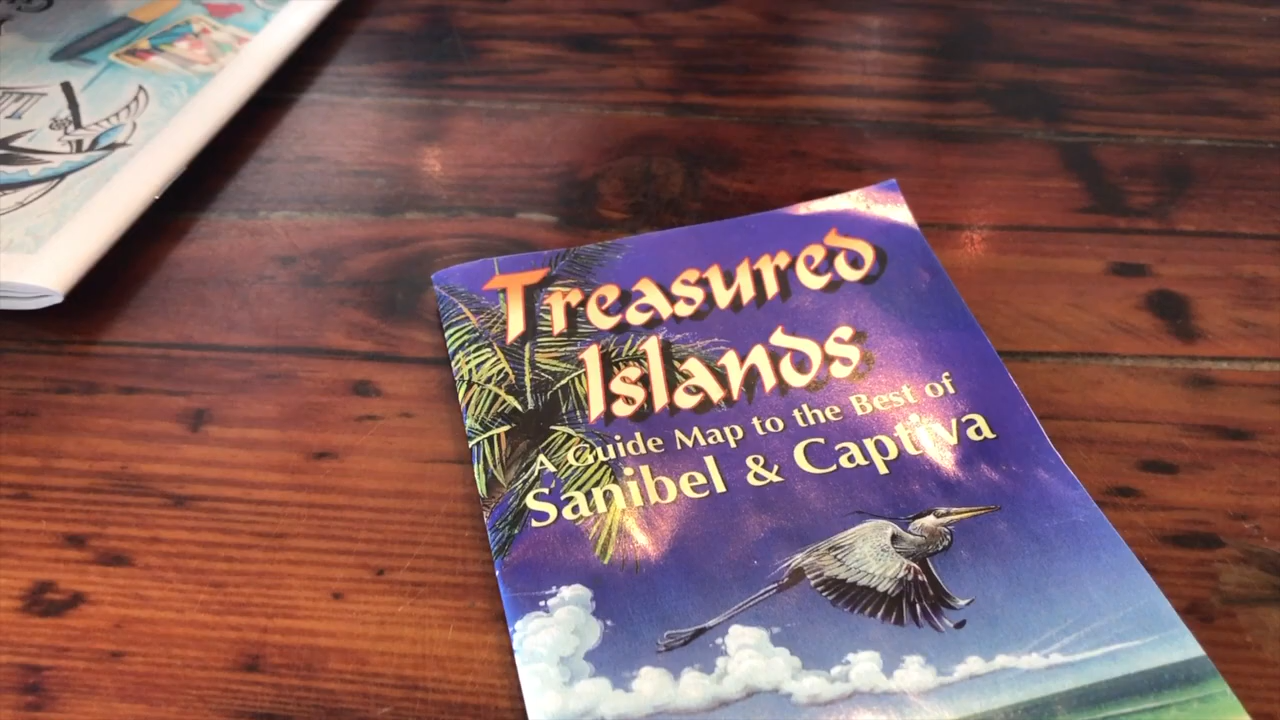 Treasured
Islands
A Guide Map to the Best of
Sanibel & Captiva